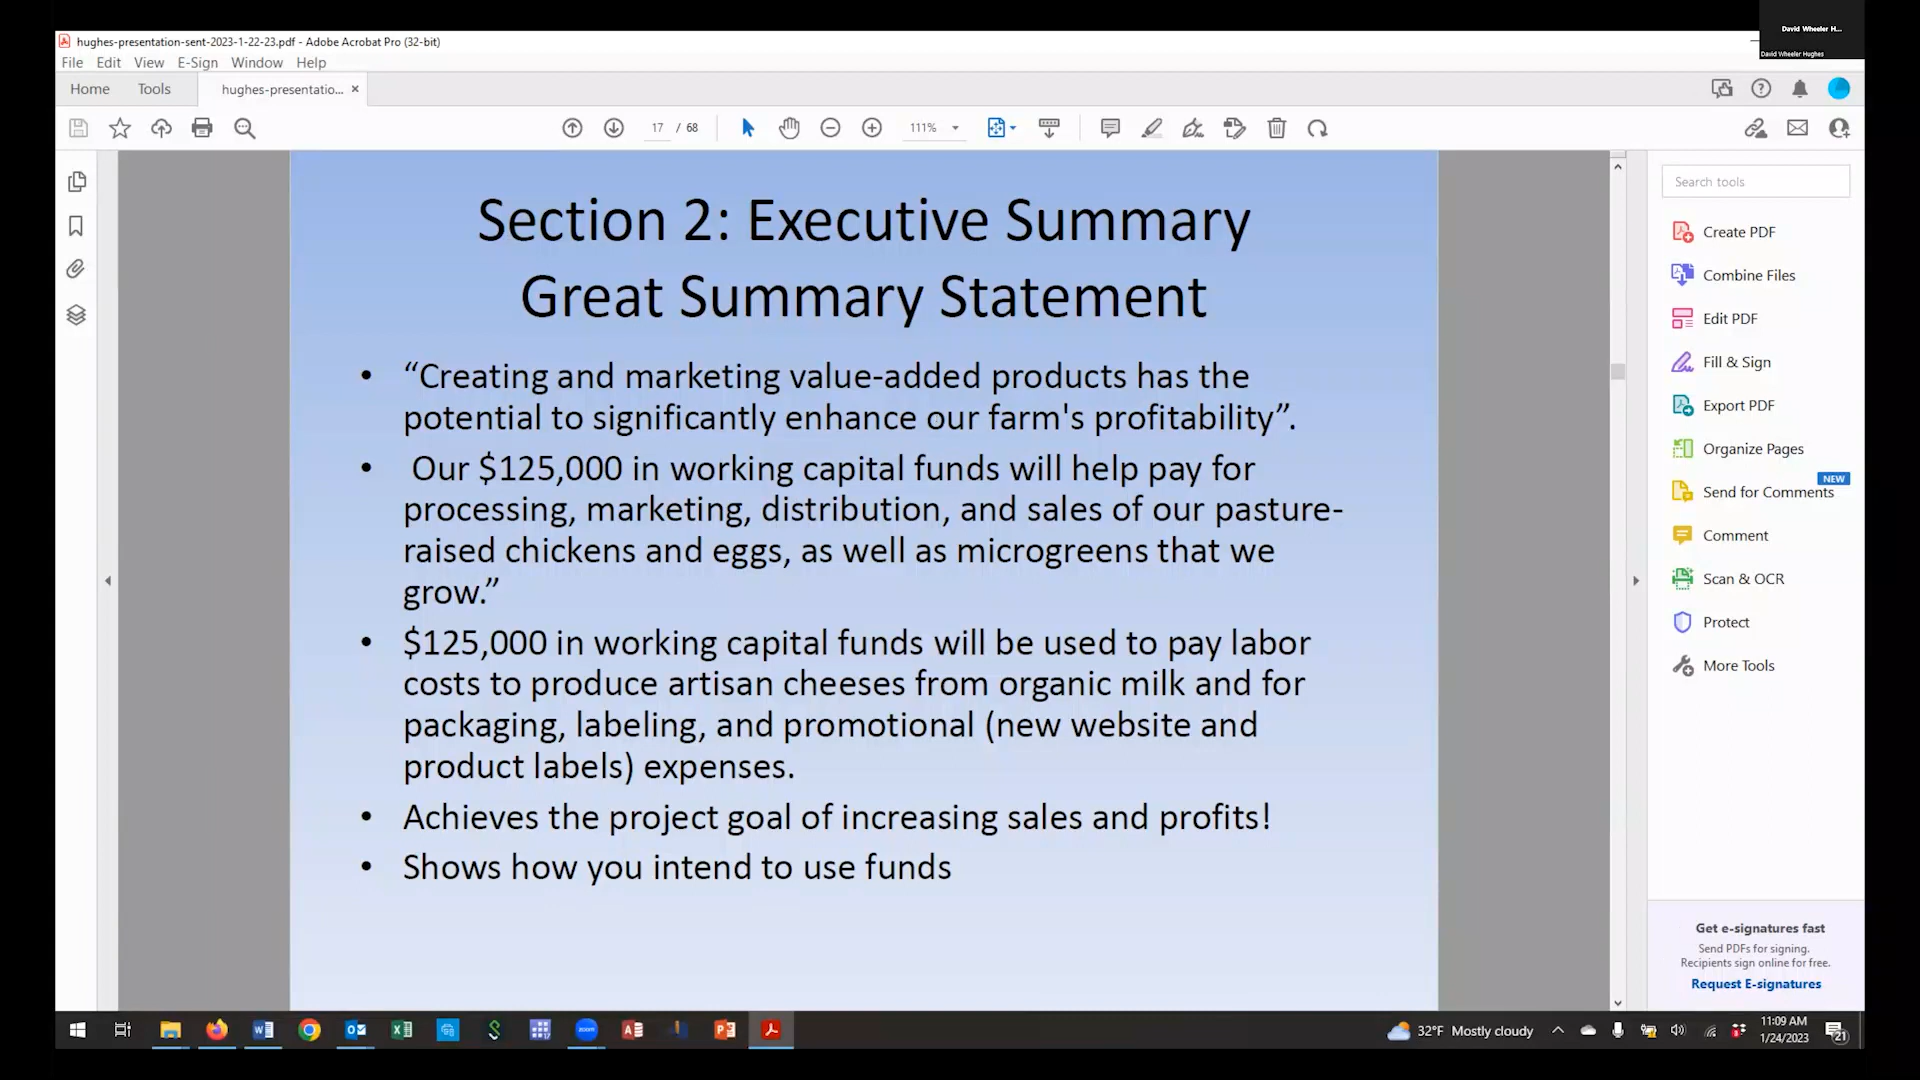 David Wheeler H...
David Wheeler Hughes
hughes-presentation-sent-2023-1-22-23.pdf - Adobe Acrobat Pro (32-bit)
File Edit View E-Sign Window Help
Home Tools hughes-presentatio... ×
17 / 68 111%
Search tools
Section 2: Executive Summary
Great Summary Statement
• “Creating and marketing value-added products has the
potential to significantly enhance our farm's profitability”.
• Our $125,000 in working capital funds will help pay for
processing, marketing, distribution, and sales of our pasture-
raised chickens and eggs, as well as microgreens that we
grow.”
• $125,000 in working capital funds will be used to pay labor
costs to produce artisan cheeses from organic milk and for
packaging, labeling, and promotional (new website and
product labels) expenses.
• Achieves the project goal of increasing sales and profits!
• Shows how you intend to use funds
Create PDF
Combine Files
Edit PDF
Fill & Sign
Export PDF
Organize Pages
NEW
Send for Comments
Comment
Scan & OCR
Protect
More Tools
Get e-signatures fast
Send PDFs for signing.
Recipients sign online for free.
Request E-signatures
32°F Mostly cloudy
11:09 AM
1/24/2023
21